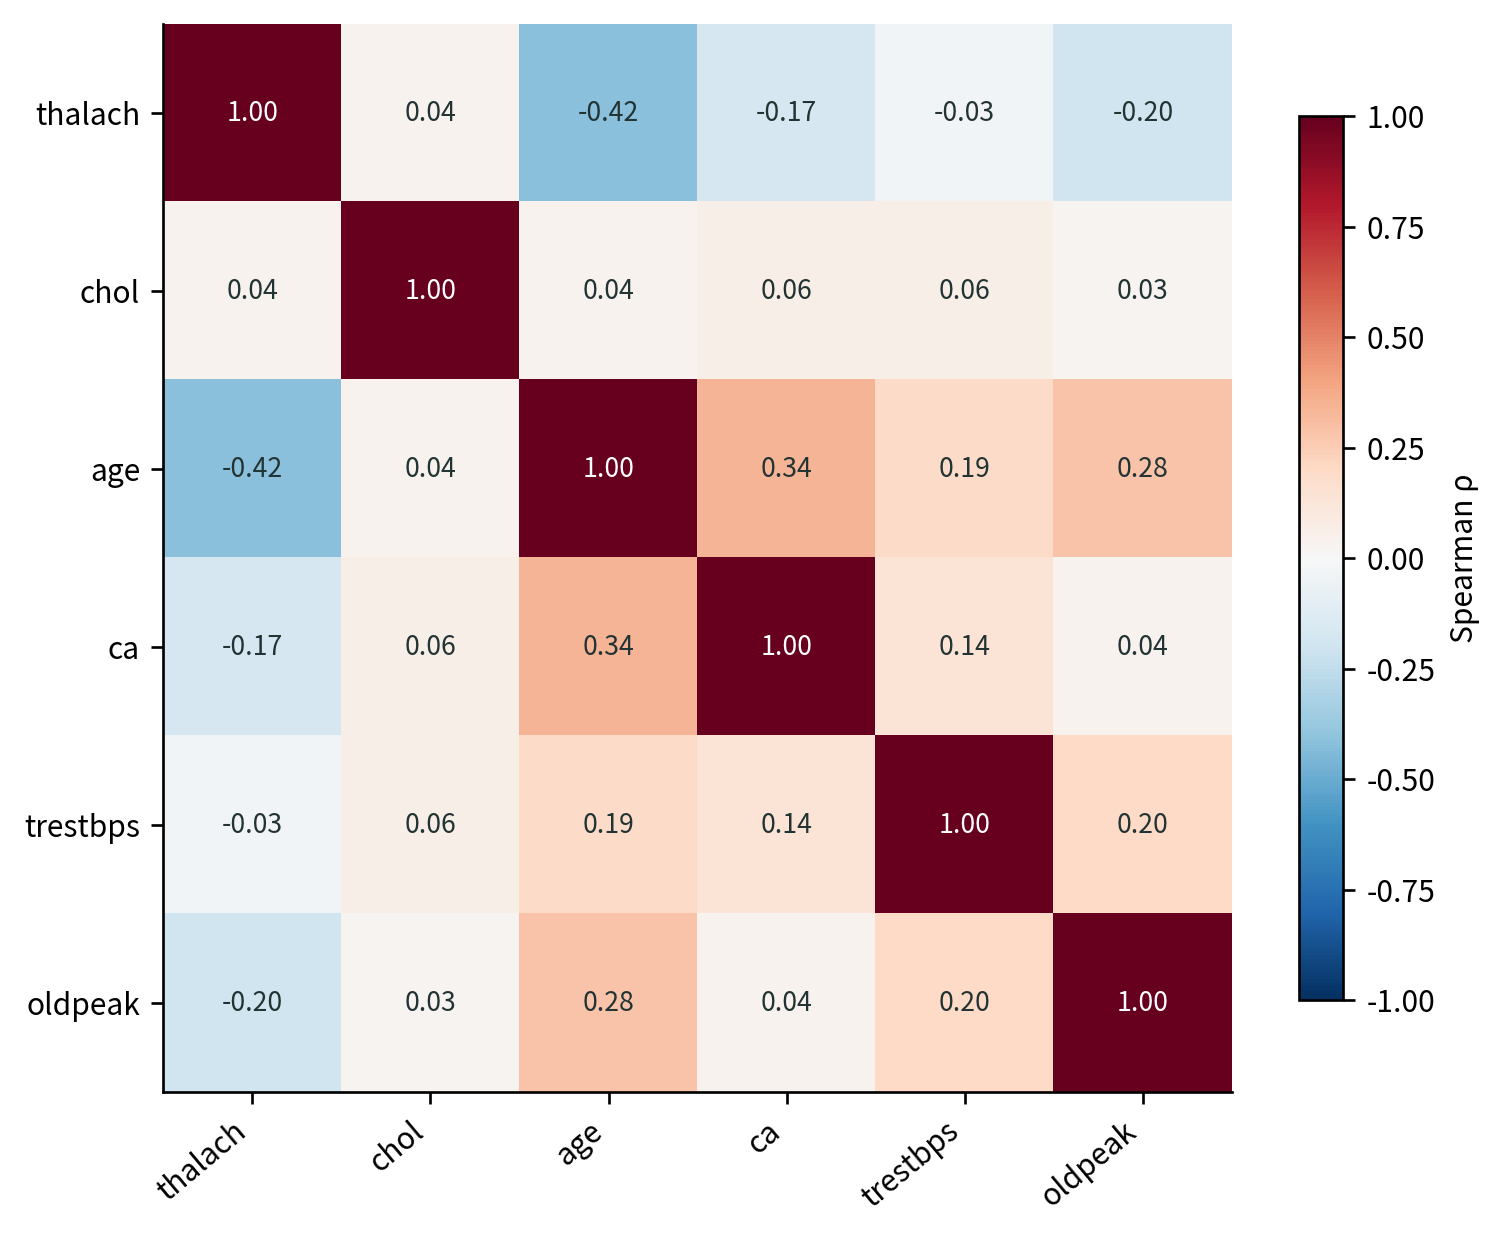 thalach 1.00 0.04 -0.42 -0.17 -0.03 -0.20
chol 0.04 1.00 0.04 0.06 0.06 0.03
age -0.42 0.04 1.00 0.34 0.19 0.28
ca -0.17 0.06 0.34 1.00 0.14 0.04
trestbps -0.03 0.06 0.19 0.14 1.00 0.20
oldpeak -0.20 0.03 0.28 0.04 0.20 1.00
thalach chol age ca trestbps oldpeak
1.00
0.75
0.50
0.25
0.00
-0.25
-0.50
-0.75
-1.00
Spearman ρ